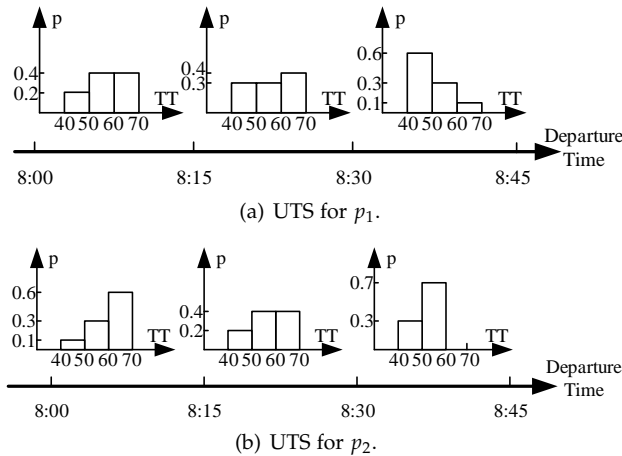 p p p
0.4 0.2 TT 40 50 60 70
0.4 0.3 TT 40 50 60 70
0.6 0.3 0.1 TT 40 50 60 70
Departure
Time
8:00 8:15 8:30 8:45
(a) UTS for p1.
p p p
0.6 0.3 0.1 TT 40 50 60 70
0.4 0.2 TT 40 50 60 70
0.7 0.3 TT 40 50 60 70
Departure
Time
8:00 8:15 8:30 8:45
(b) UTS for p2.